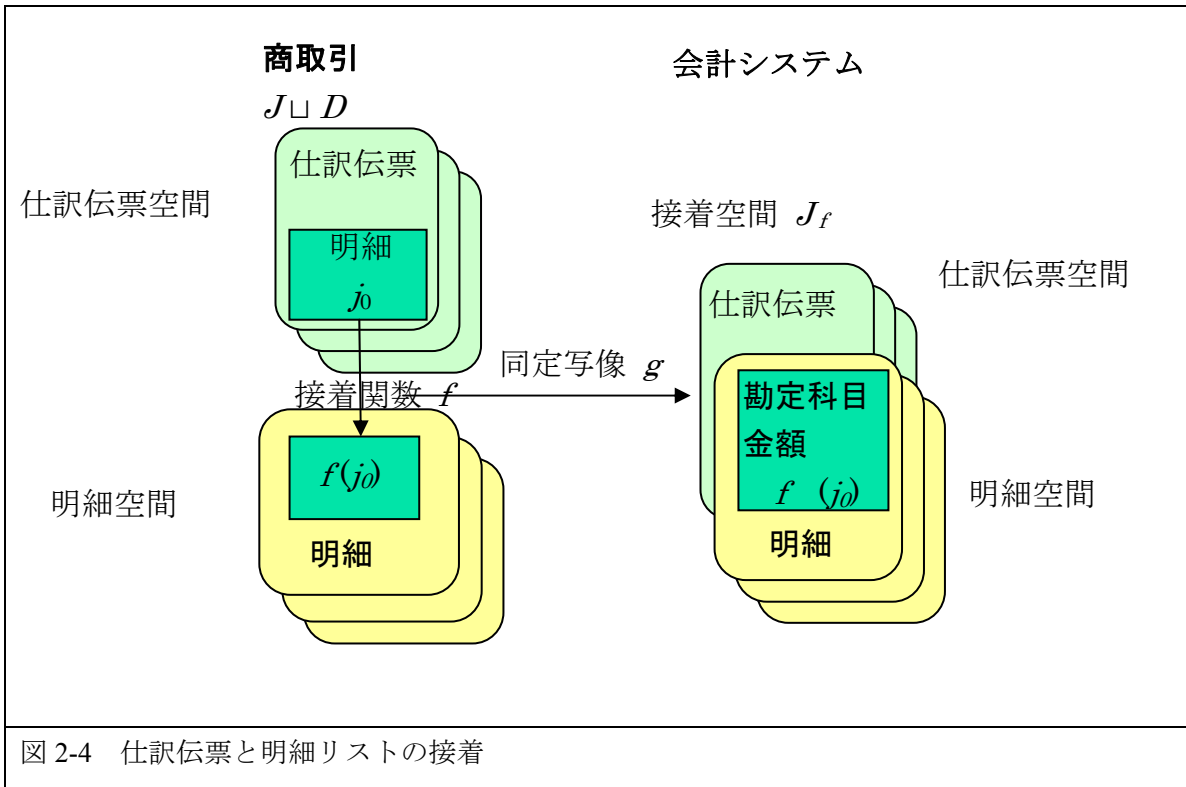 商取引
会計システム
J⊔D
仕訳伝票
仕訳伝票空間
明細
j0
接着空間 Jf
仕訳伝票空間
仕訳伝票
同定写像 g
接着関数 f
勘定科目
金額
f (j0)
f(j0)
明細空間
明細空間
明細
明細
図 2-4 仕訳伝票と明細リストの接着